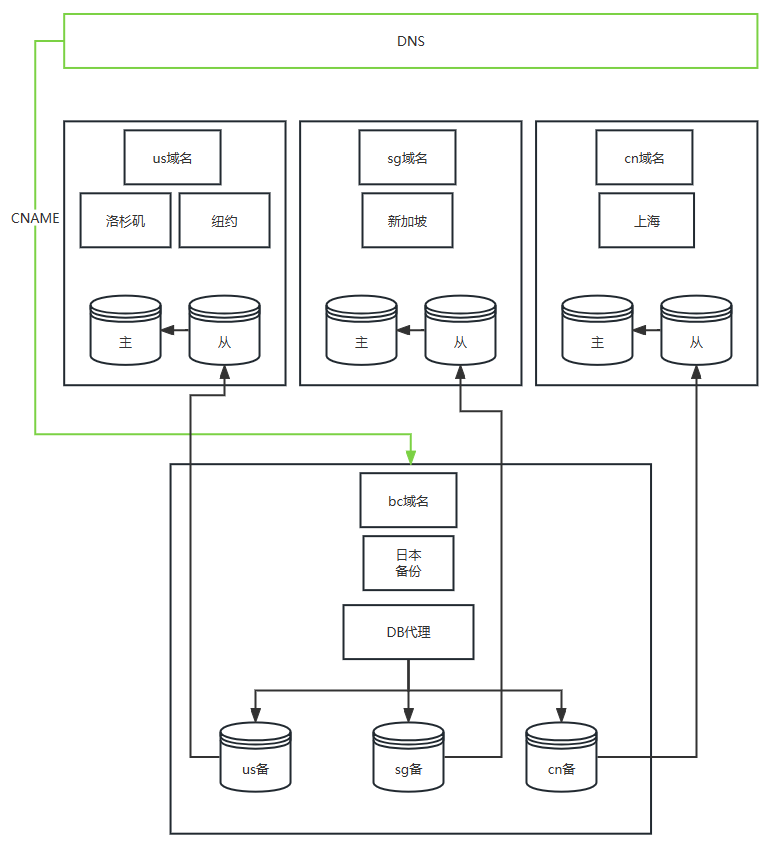 DNS
us域名
sg域名
cn域名
CNAME
洛杉矶
纽约
新加坡
上海
主
从
主
从
主
从
bc域名
日本
备份
DB代理
us备
sg备
cn备